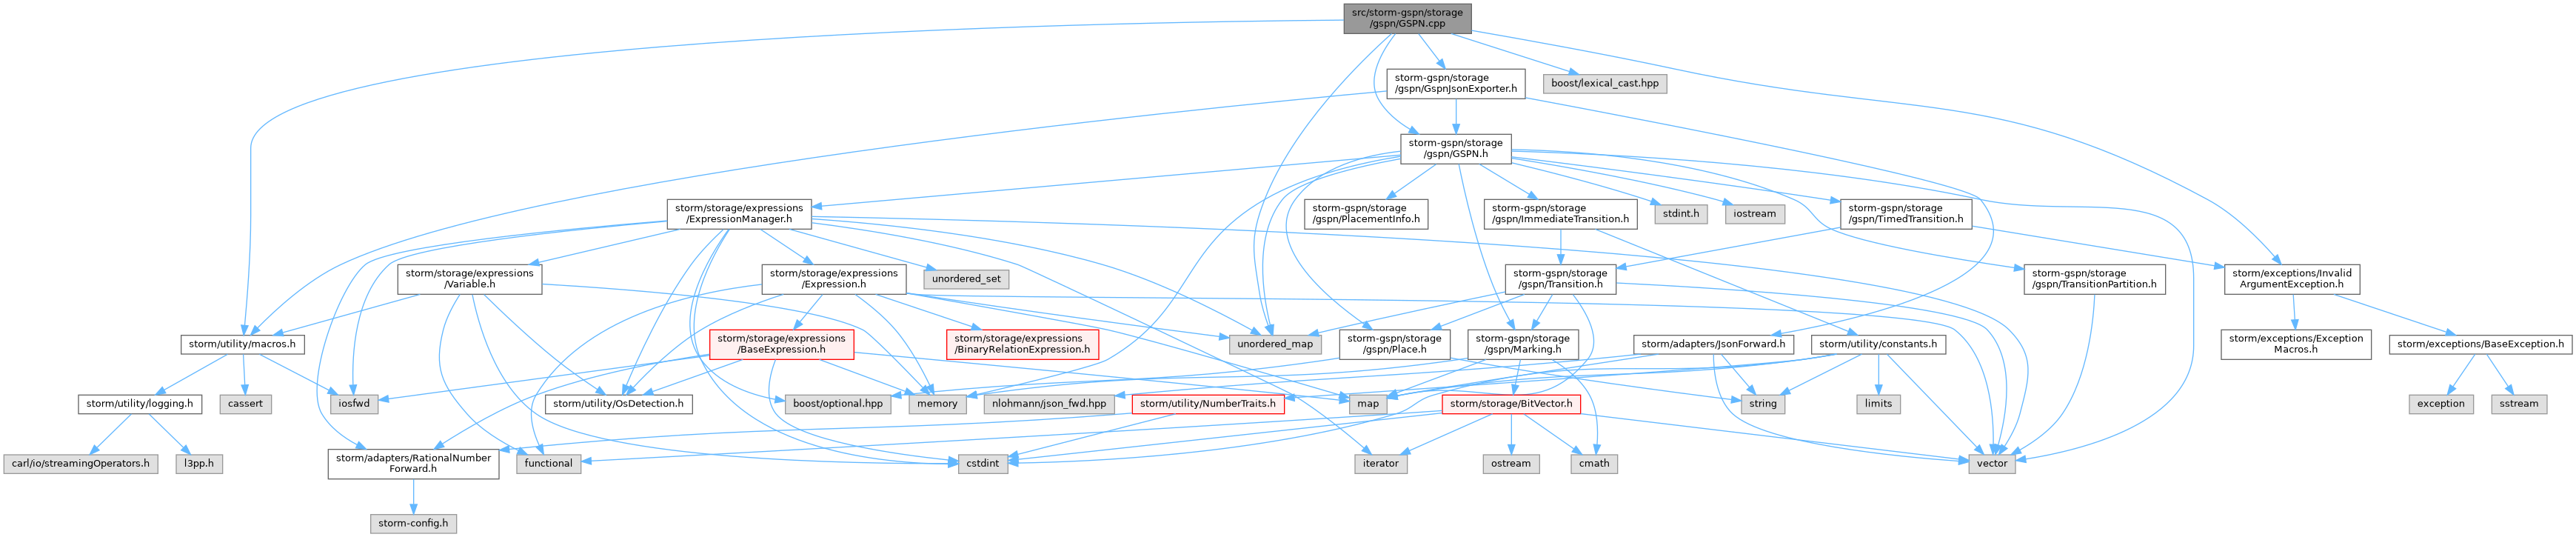 src/storm-gspn/storage
/gspn/GSPN.cpp
storm-gspn/storage
/gspn/GspnJsonExporter.h
boost/lexical_cast.hpp
storm-gspn/storage
/gspn/GSPN.h
storm/storage/expressions
/ExpressionManager.h
storm-gspn/storage
/gspn/PlacementInfo.h
storm-gspn/storage
/gspn/ImmediateTransition.h
stdint.h
iostream
storm-gspn/storage
/gspn/TimedTransition.h
storm/storage/expressions
/Variable.h
storm/storage/expressions
/Expression.h
unordered_set
storm-gspn/storage
/gspn/Transition.h
storm-gspn/storage
/gspn/TransitionPartition.h
storm/exceptions/Invalid
ArgumentException.h
storm/utility/macros.h
storm/storage/expressions
/BaseExpression.h
storm/storage/expressions
/BinaryRelationExpression.h
unordered_map
storm-gspn/storage
/gspn/Place.h
storm-gspn/storage
/gspn/Marking.h
storm/adapters/JsonForward.h
storm/utility/constants.h
storm/exceptions/Exception
Macros.h
storm/exceptions/BaseException.h
storm/utility/logging.h
cassert
iosfwd
storm/utility/OsDetection.h
boost/optional.hpp
memory
nlohmann/json_fwd.hpp
storm/utility/NumberTraits.h
map
storm/storage/BitVector.h
string
limits
exception
sstream
carl/io/streamingOperators.h
l3pp.h
storm/adapters/RationalNumber
Forward.h
functional
cstdint
iterator
ostream
cmath
vector
storm-config.h